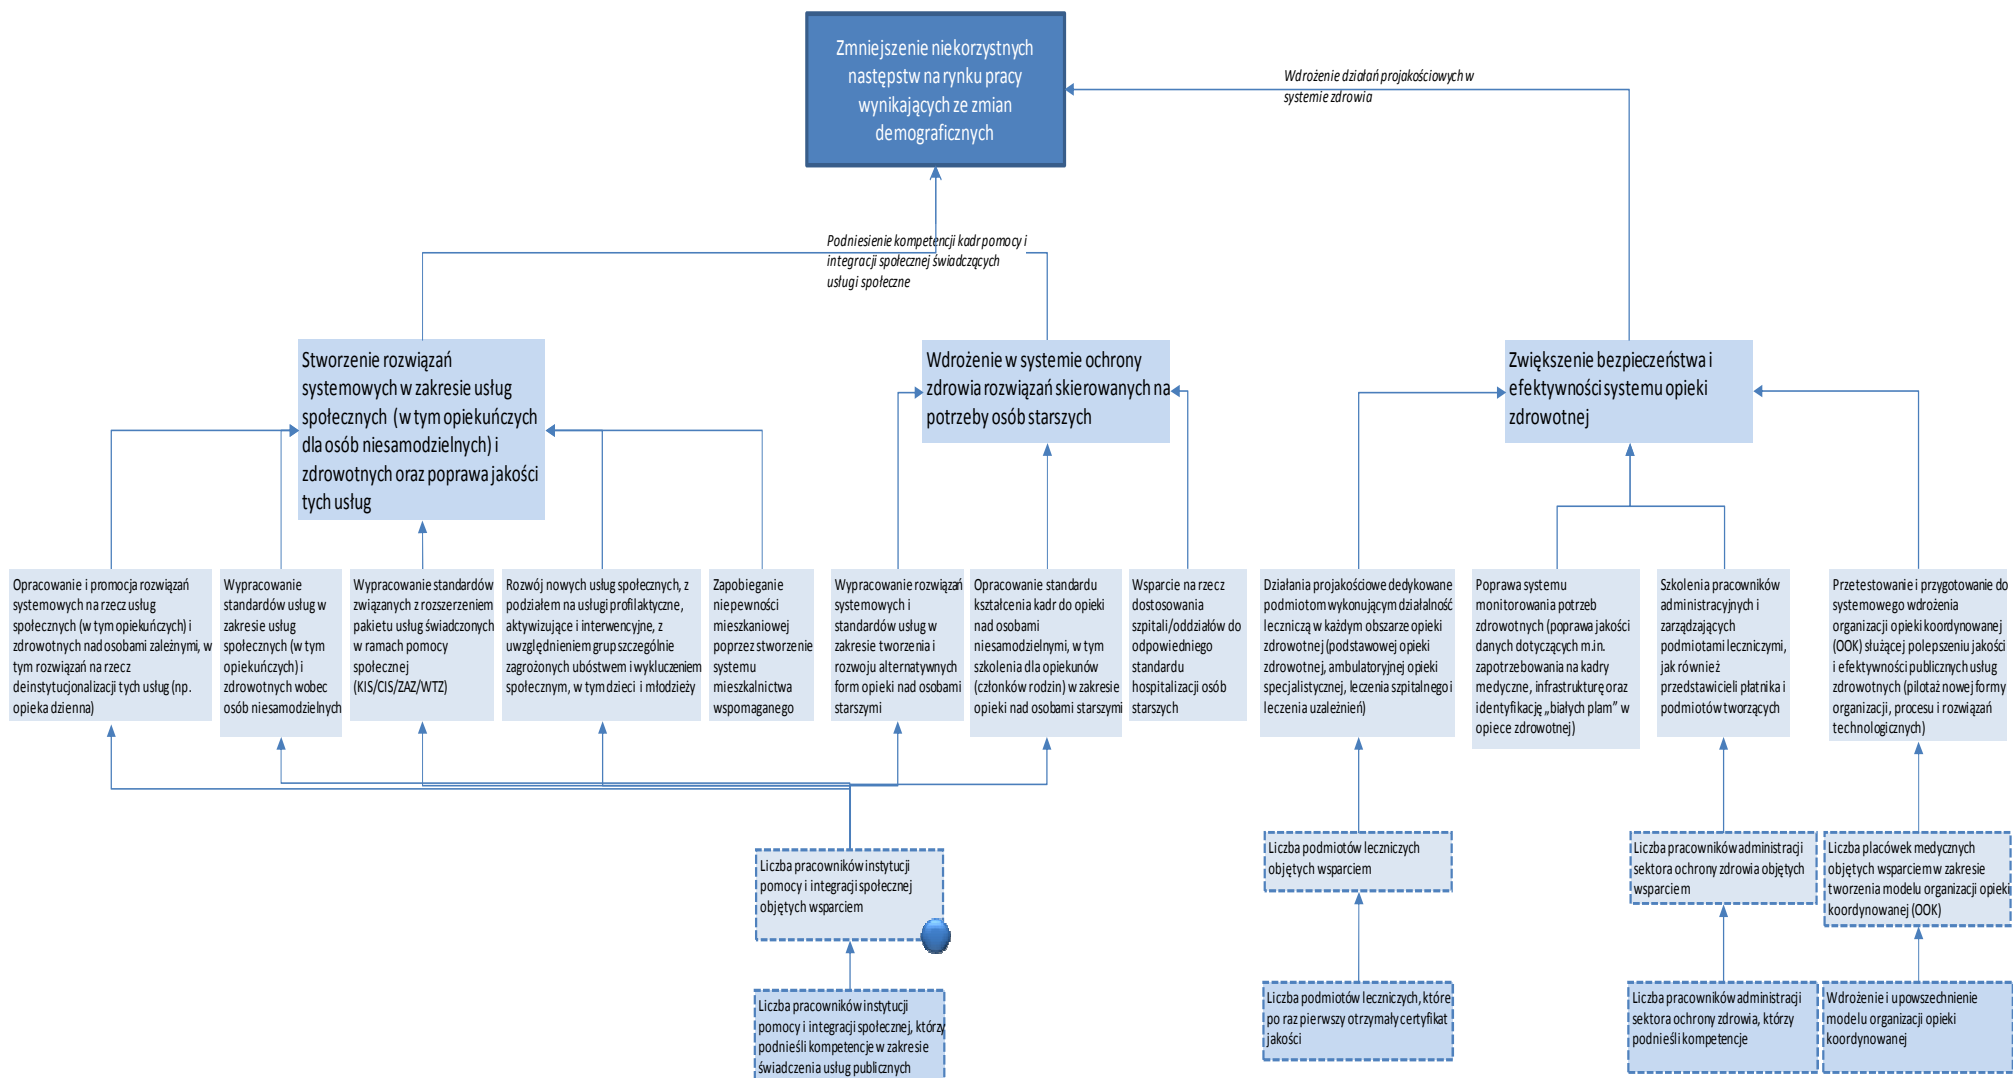 Zmniejszenie niekorzystnych
następstw na rynku pracy
wynikających ze zmian
demograficznych
Wdrożenie działań projakościowych w
systemie zdrowia
Podniesienie kompetencji kadr pomocy i
integracji społecznej świadczących
usługi społeczne
Stworzenie rozwiązań
systemowych w zakresie usług
społecznych (w tym opiekuńczych
dla osób niesamodzielnych) i
zdrowotnych oraz poprawa jakości
tych usług
Wdrożenie w systemie ochrony
zdrowia rozwiązań skierowanych na
potrzeby osób starszych
Zwiększenie bezpieczeństwa i
efektywności systemu opieki
zdrowotnej
Opracowanie i promocja rozwiązań
systemowych na rzecz usług
społecznych (w tym opiekuńczych) i
zdrowotnych nad osobami zależnymi, w
tym rozwiązań na rzecz
deinstytucjonalizacji tych usług (np.
opieka dzienna)
Wypracowanie
standardów usług w
zakresie usług
społecznych (w tym
opiekuńczych) i
zdrowotnych wobec
osób niesamodzielnych
Wypracowanie standardów
związanych z rozszerzeniem
pakietu usług świadczonych
w ramach pomocy
społecznej
(KIS/CIS/ZAZ/WTZ)
Rozwój nowych usług społecznych, z
podziałem na usługi profilaktyczne,
aktywizujące i interwencyjne, z
uwzględnieniem grup szczególnie
zagrożonych ubóstwem i wykluczeniem
społecznym, w tym dzieci i młodzieży
Zapobieganie
niepewności
mieszkaniowej
poprzez stworzenie
systemu
mieszkalnictwa
wspomaganego
Wypracowanie rozwiązań
systemowych i
standardów usług w
zakresie tworzenia i
rozwoju alternatywnych
form opieki nad osobami
starszymi
Opracowanie standardu
kształcenia kadr do opieki
nad osobami
niesamodzielnymi, w tym
szkolenia dla opiekunów
(członków rodzin) w zakresie
opieki nad osobami starszymi
Wsparcie na rzecz
dostosowania
szpitali/oddziałów do
odpowiedniego
standardu
hospitalizacji osób
starszych
Działania projakościowe dedykowane
podmiotom wykonującym działalność
leczniczą w każdym obszarze opieki
zdrowotnej (podstawowej opieki
zdrowotnej, ambulatoryjnej opieki
specjalistycznej, leczenia szpitalnego i
leczenia uzależnień)
Poprawa systemu
monitorowania potrzeb
zdrowotnych (poprawa jakości
danych dotyczących m.in.
zapotrzebowania na kadry
medyczne, infrastrukturę oraz
identyfikację „białych plam” w
opiece zdrowotnej)
Szkolenia pracowników
administracyjnych i
zarządzających
podmiotami leczniczymi,
jak również
przedstawicieli płatnika i
podmiotów tworzących
Przetestowanie i przygotowanie do
systemowego wdrożenia
organizacji opieki koordynowanej
(OOK) służącej polepszeniu jakości
i efektywności publicznych usług
zdrowotnych (pilotaż nowej formy
organizacji, procesu i rozwiązań
technologicznych)
Liczba pracowników instytucji
pomocy i integracji społecznej
objętych wsparciem
Liczba podmiotów leczniczych
objętych wsparciem
Liczba pracowników administracji
sektora ochrony zdrowia objętych
wsparciem
Liczba placówek medycznych
objętych wsparciem w zakresie
tworzenia modelu organizacji opieki
koordynowanej (OOK)
Liczba pracowników instytucji
pomocy i integracji społecznej, którzy
podnieśli kompetencje w zakresie
świadczenia usług publicznych
Liczba podmiotów leczniczych, które
po raz pierwszy otrzymały certyfikat
jakości
Liczba pracowników administracji
sektora ochrony zdrowia, którzy
podnieśli kompetencje
Wdrożenie i upowszechnienie
modelu organizacji opieki
koordynowanej